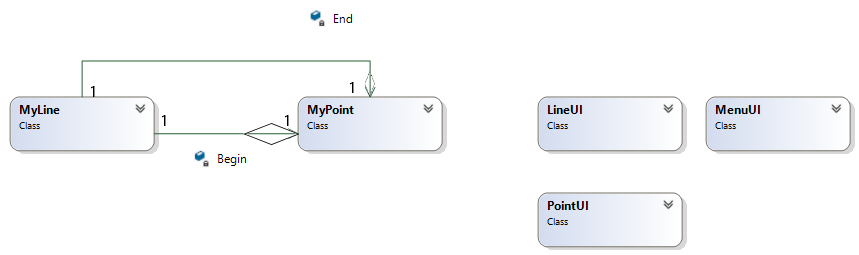 End
1
1
MyLine
Class
1
1
MyPoint
Class
LineUI
Class
MenuUI
Class
Begin
PointUI
Class